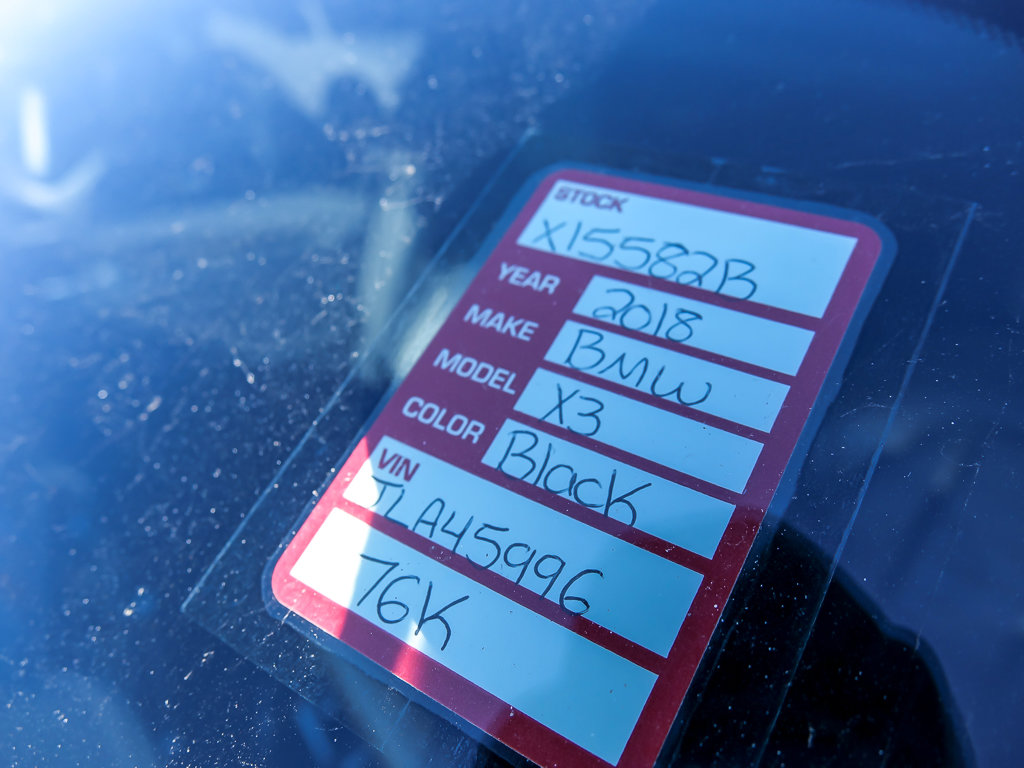 STOCK
X15582B
YEAR 2018
MAKE BMW
MODEL X3
COLOR Black
VIN
JLA45996
76K